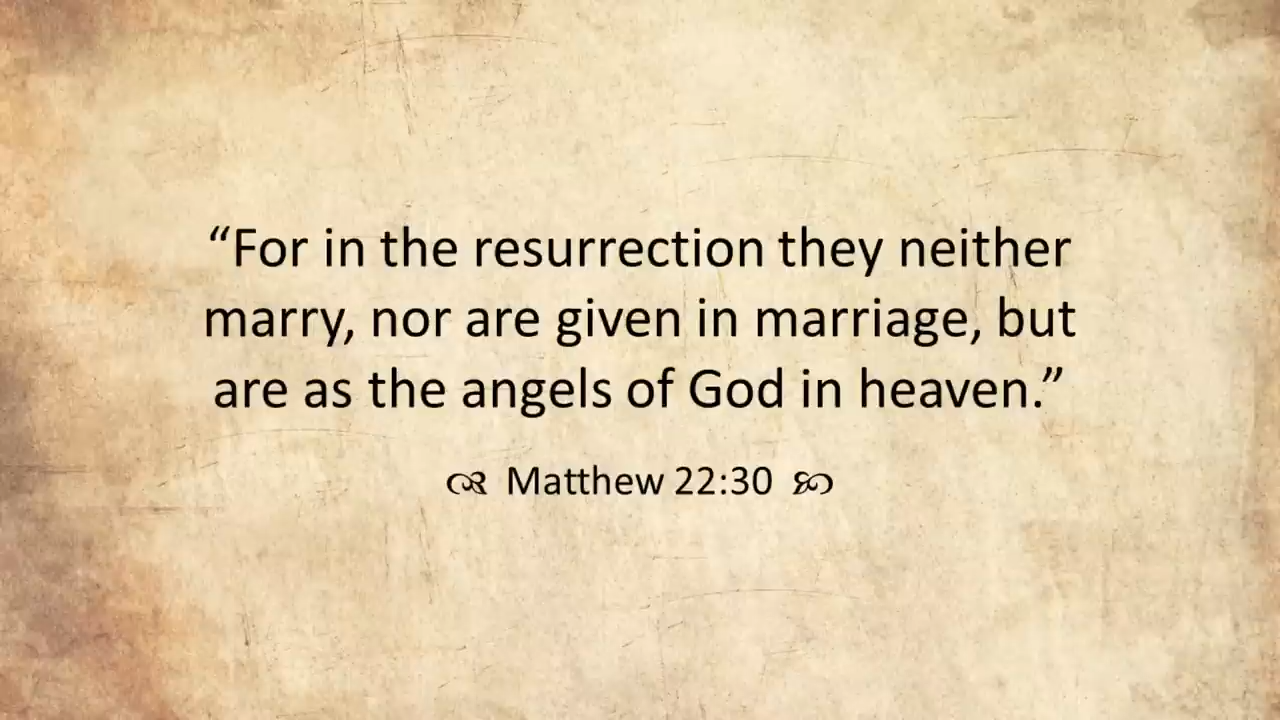 “For in the resurrection they neither
marry, nor are given in marriage, but
are as the angels of God in heaven.”
Matthew 22:30